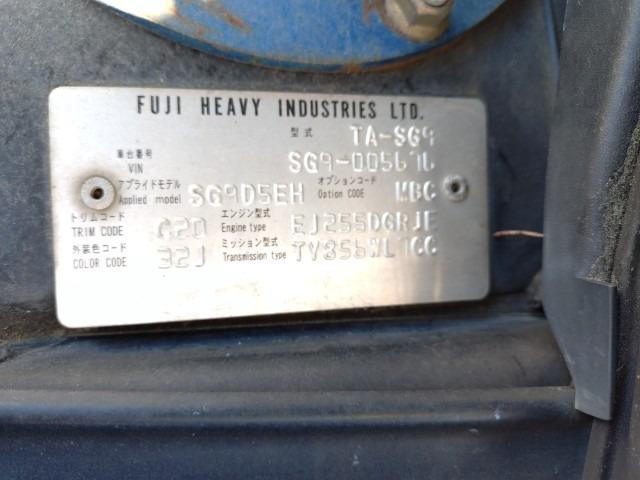 FUJI HEAVY INDUSTRIES LTD.
型式 TA-SG9
車台番号 VIN SG9-005676
アプライドモデル Applied model SG9D5EH オプションコード Option CODE MBC
トリムコード TRIM CODE G20 エンジン型式 Engine type EJ255DGRJE
外装色コード COLOR CODE 32J ミッション型式 Transmission type TV356WL1CC